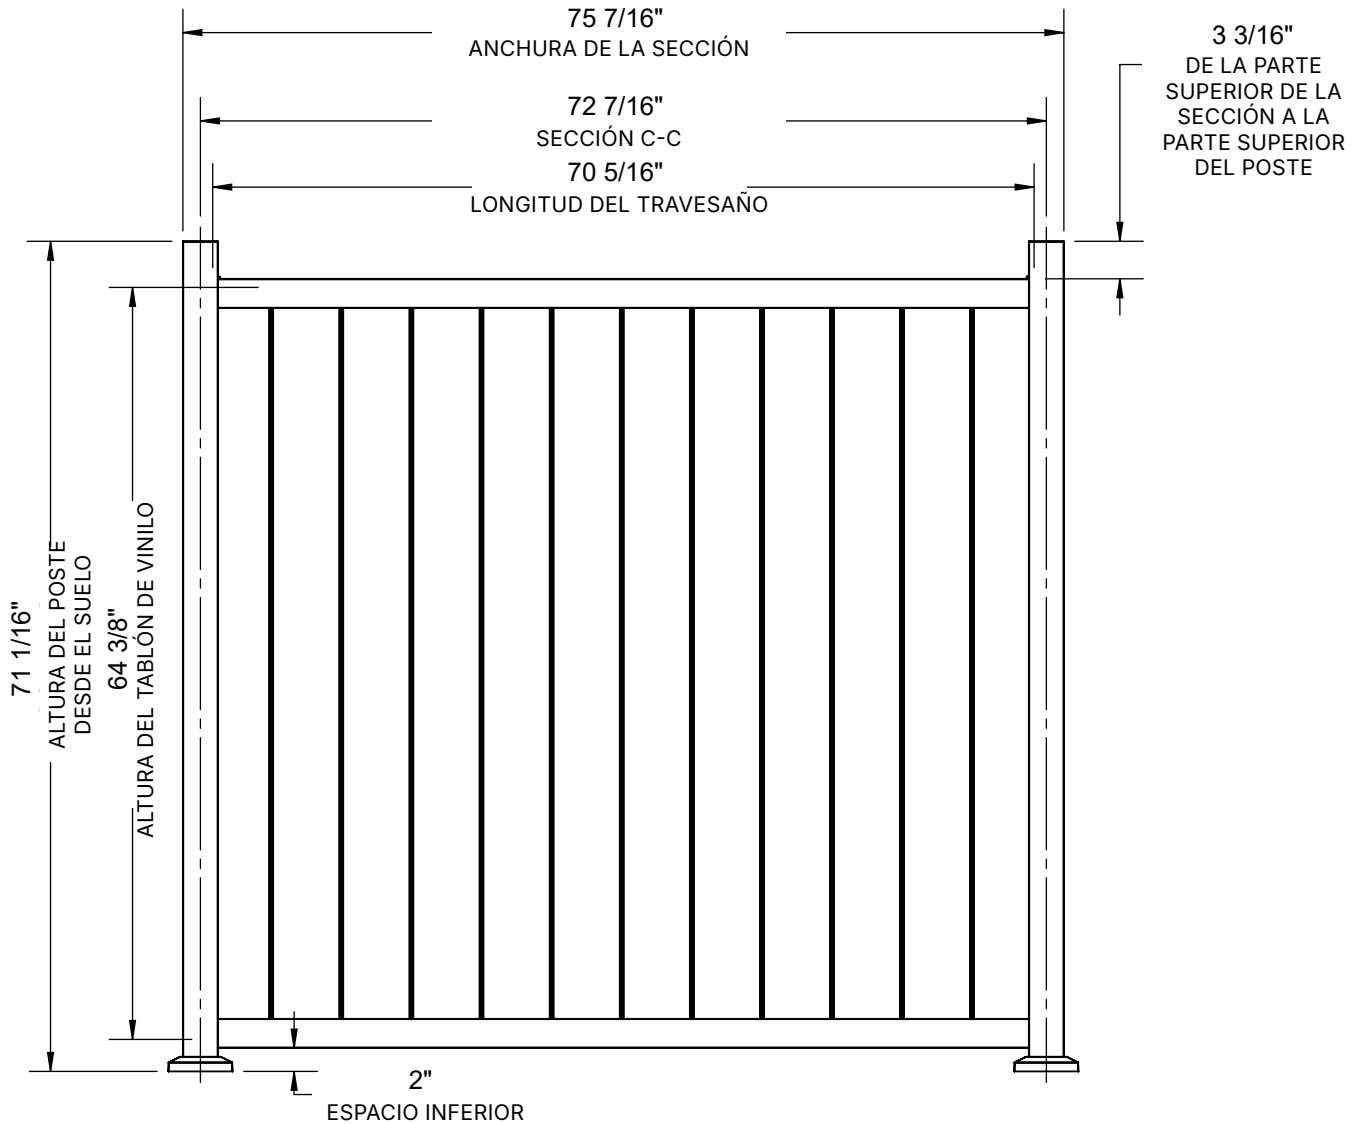 75 7/16"
ANCHURA DE LA SECCIÓN
3 3/16"
DE LA PARTE
SUPERIOR DE LA
SECCIÓN A LA
PARTE SUPERIOR
DEL POSTE
72 7/16"
SECCIÓN C-C
70 5/16"
LONGITUD DEL TRAVESAÑO
71 1/16"
ALTURA DEL POSTE
DESDE EL SUELO
64 3/8"
ALTURA DEL TABLÓN DE VINILO
2"
ESPACIO INFERIOR